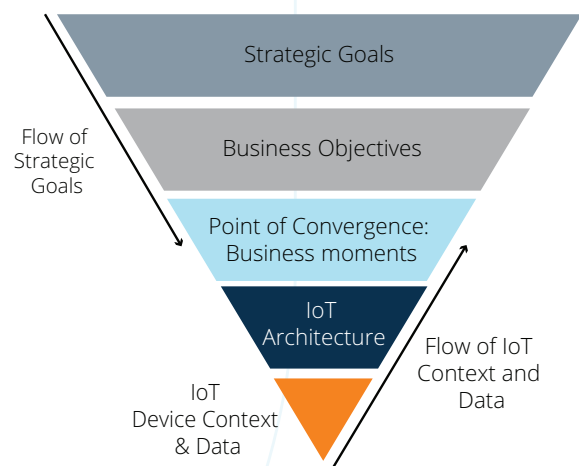 Strategic Goals
Business Objectives
Flow of
Strategic
Goals
Point of Convergence:
Business moments
IoT
Architecture
Flow of IoT
Context and
Data
IoT
Device Context
& Data